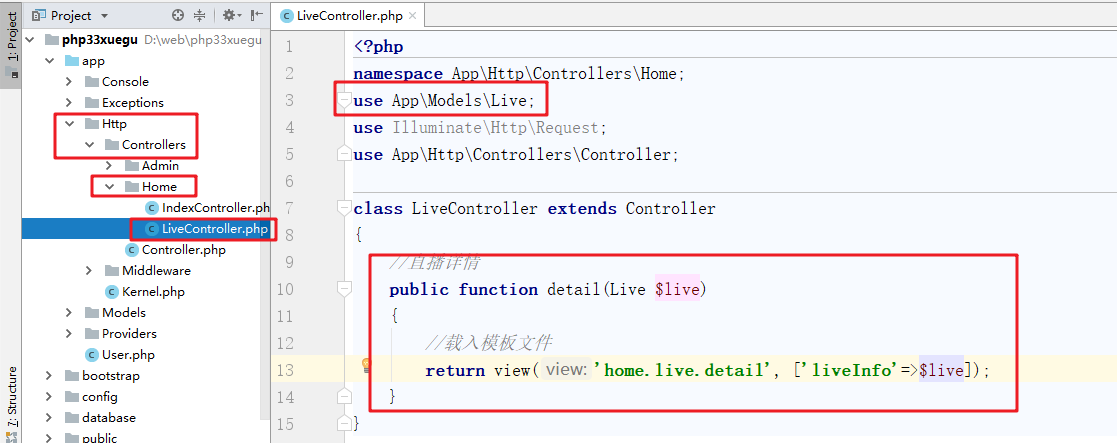 1: Project
7: Structure
Project
php33xuegu D:\web\php33xuegu
app
Console
Exceptions
Http
Controllers
Admin
Home
IndexController.ph
LiveController.php
Controller.php
Middleware
Kernel.php
Models
Providers
User.php
bootstrap
config
database
public
LiveController.php
1 <?php
2 namespace App\Http\Controllers\Home;
3 use App\Models\Live;
4 use Illuminate\Http\Request;
5 use App\Http\Controllers\Controller;
6
7 class LiveController extends Controller
8 {
9 //直播详情
10 public function detail(Live $live)
11 {
12 //载入模板文件
13 return view( view: 'home.live.detail', ['liveInfo'=>$live]);
14 }
15 }